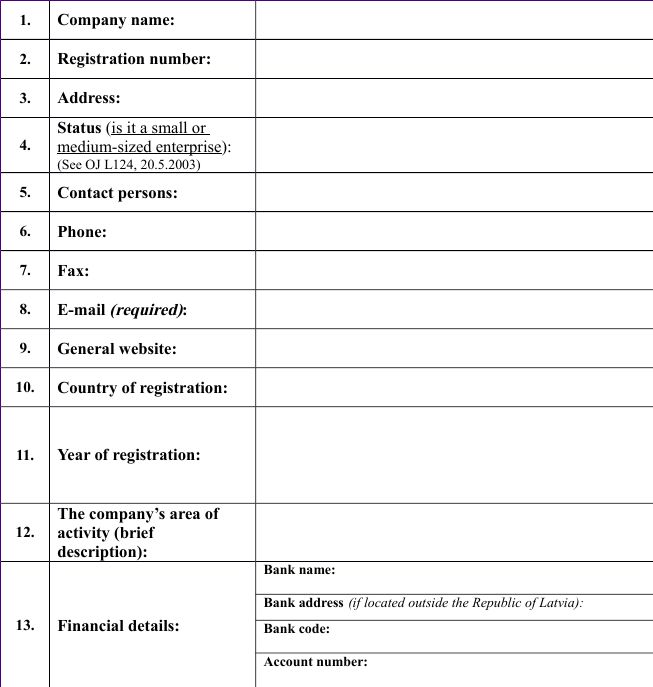 1. Company name:
2. Registration number:
3. Address:
4. Status (is it a small or
medium-sized enterprise):
(See OJ L124, 20.5.2003)
5. Contact persons:
6. Phone:
7. Fax:
8. E-mail (required):
9. General website:
10. Country of registration:
11. Year of registration:
12. The company’s area of
activity (brief
description):
13. Financial details:
Bank name:
Bank address (if located outside the Republic of Latvia):
Bank code:
Account number: